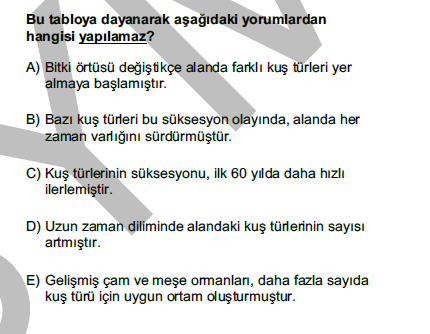 Bu tabloya dayanarak aşağıdaki yorumlardan
hangisi yapılamaz?
A) Bitki örtüsü değiştikçe alanda farklı kuş türleri yer
almaya başlamıştır.
B) Bazı kuş türleri bu süksesyon olayında, alanda her
zaman varlığını sürdürmüştür.
C) Kuş türlerinin süksesyonu, ilk 60 yılda daha hızlı
ilerlemiştir.
D) Uzun zaman diliminde alandaki kuş türlerinin sayısı
artmıştır.
E) Gelişmiş çam ve meşe ormanları, daha fazla sayıda
kuş türü için uygun ortam oluşturmuştur.